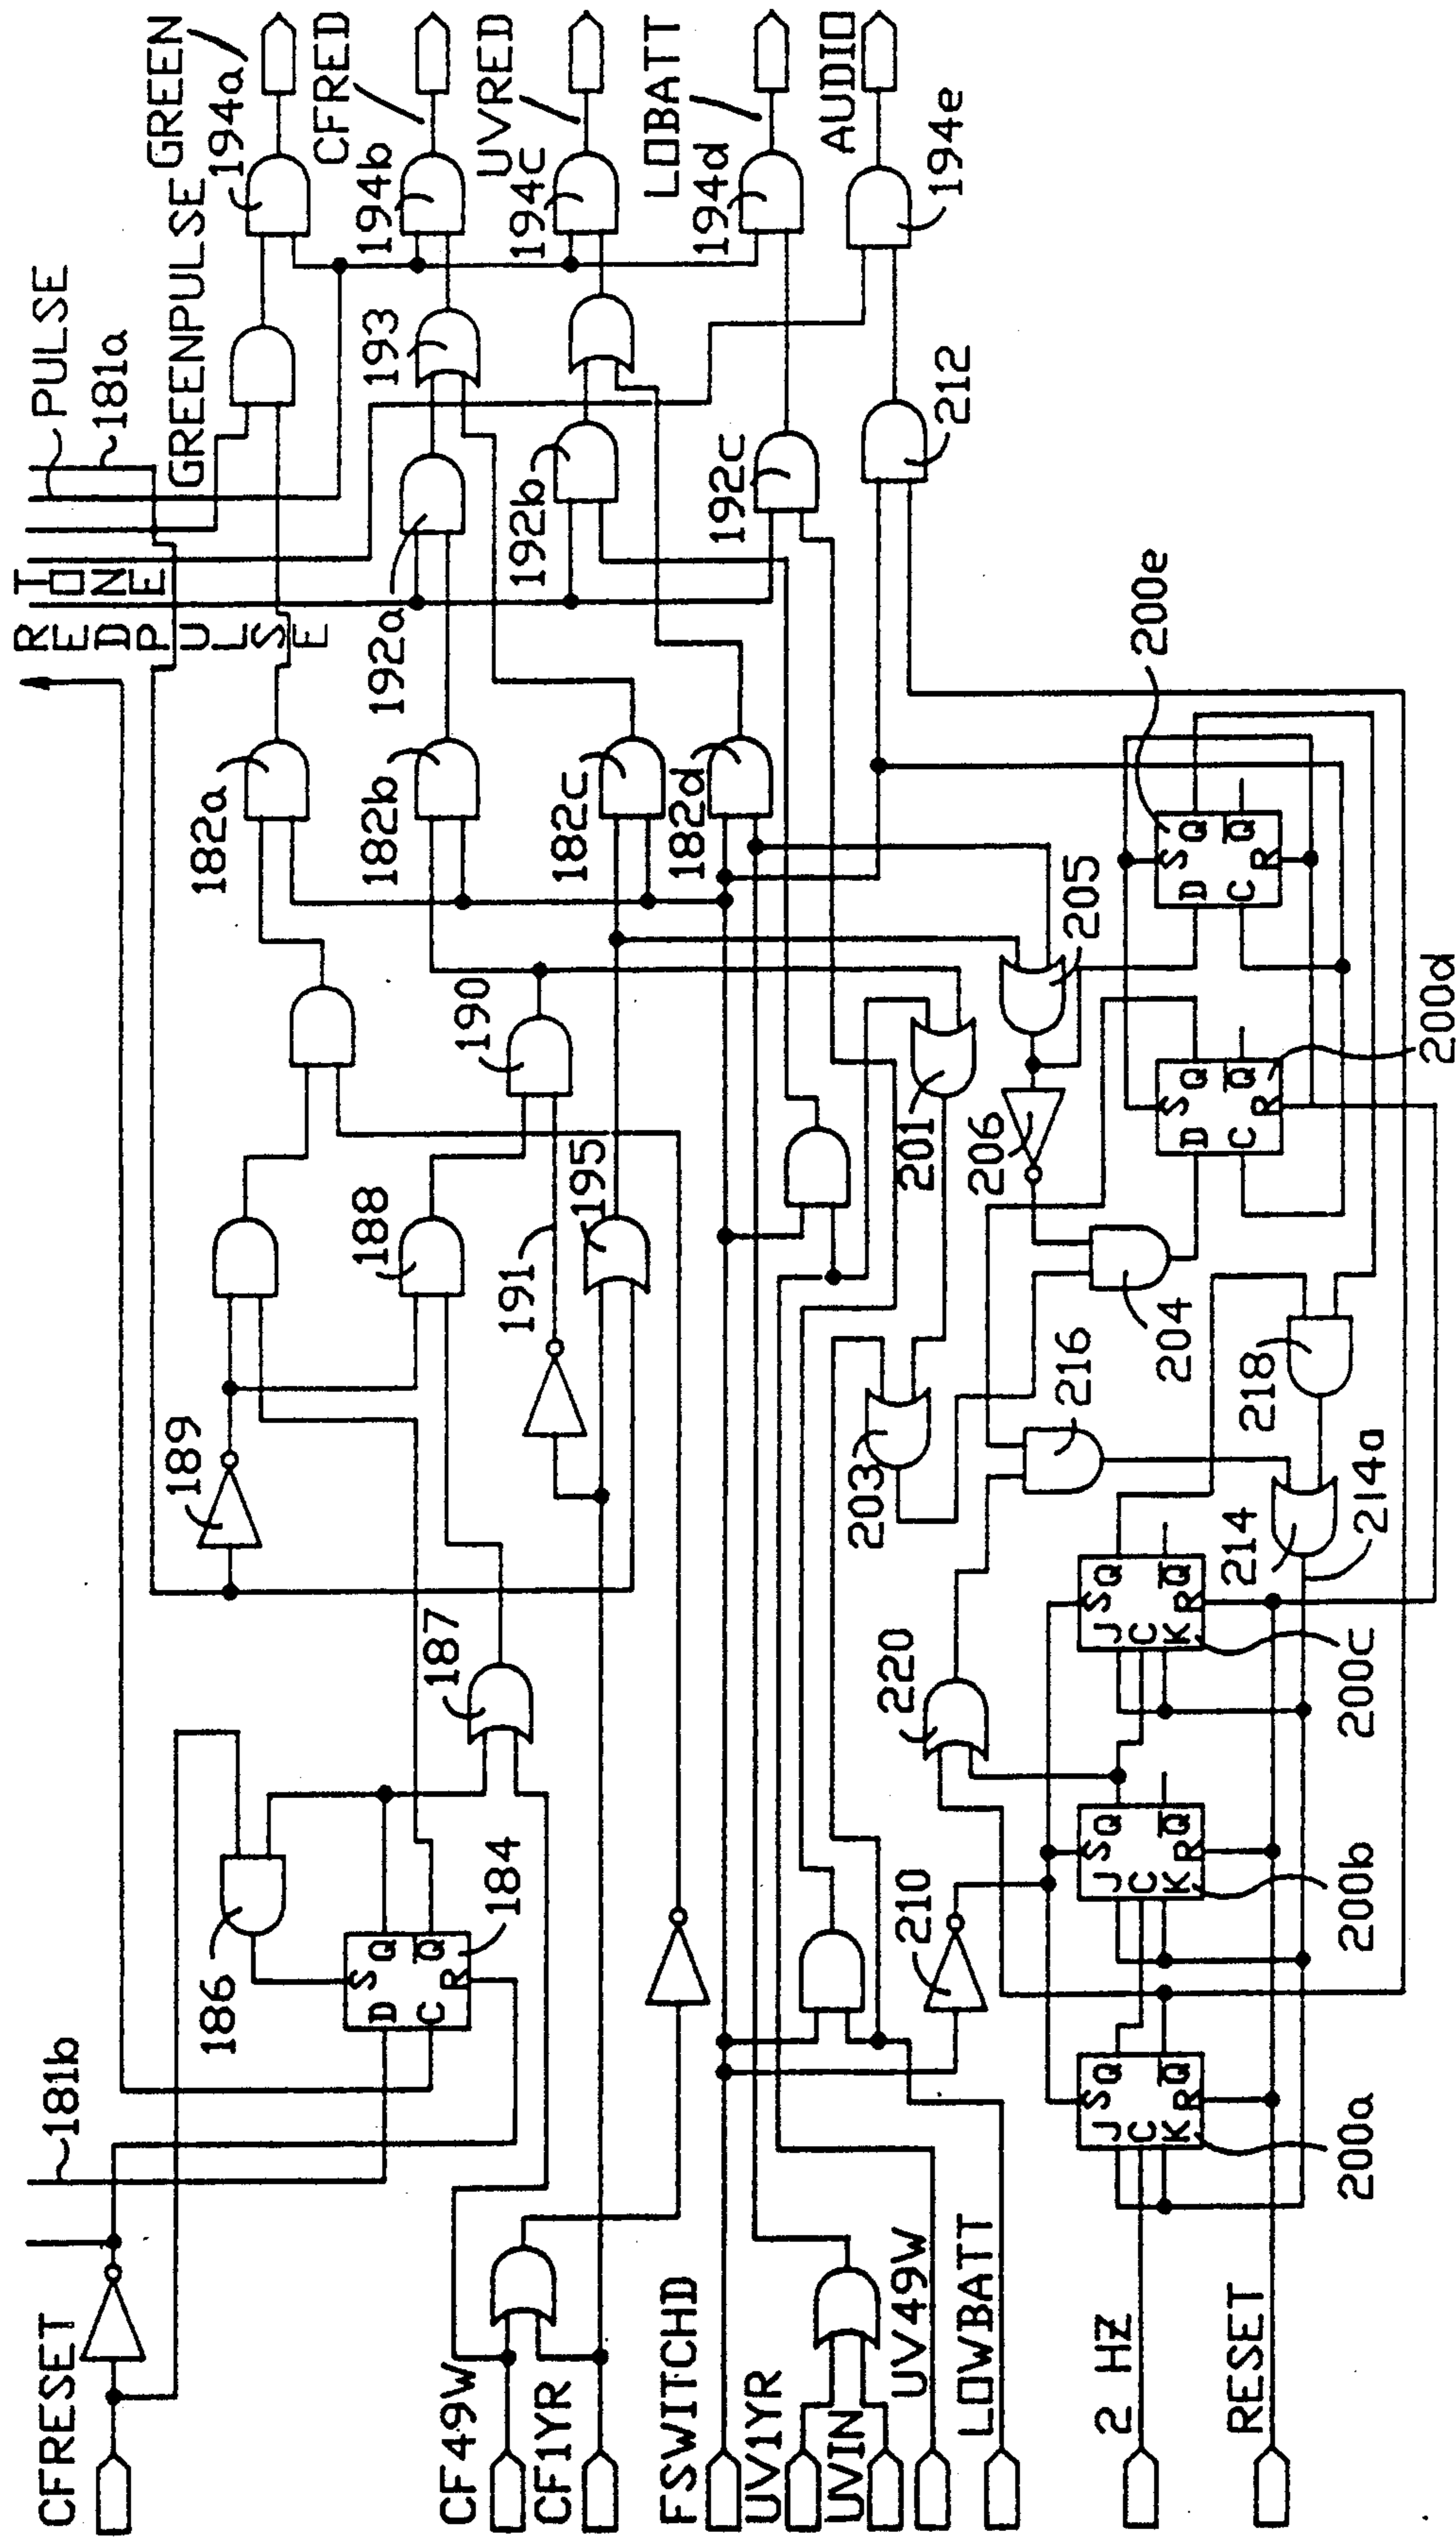 PULSE
181a
GREENPULSE
TONE
REDPULSE
GREEN
194a
CFRED
194b
UVRED
194c
LOBATT
194d
AUDIO
194e
193
192a
192b
192c
212
182a
182b
182c
182d
190
191
188
195
189
187
186
184
S
D
Q
C
Q
R
181b
CFRESET
CF49W
CF1YR
FSWITCHD
UV1YR
UVIN
UV49W
LOWBATT
2 HZ
RESET
201
203
205
206
204
216
218
214
214a
220
210
200e
S
D
Q
C
Q
R
200d
S
D
Q
C
Q
R
200c
J
S
Q
C
K
R
Q
200b
J
S
Q
C
K
R
Q
200a
J
S
Q
C
K
R
Q